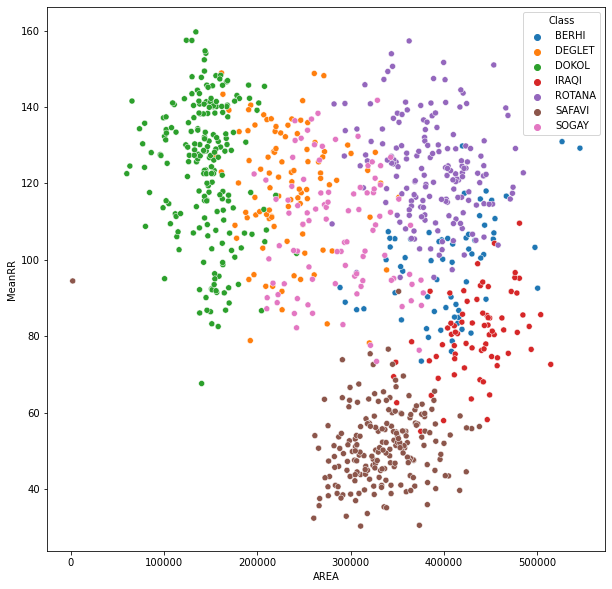 Class
BERHI
DEGLET
DOKOL
IRAQI
ROTANA
SAFAVI
SOGAY
MeanRR
160
140
120
100
80
60
40
0
100000
200000
300000
400000
500000
AREA